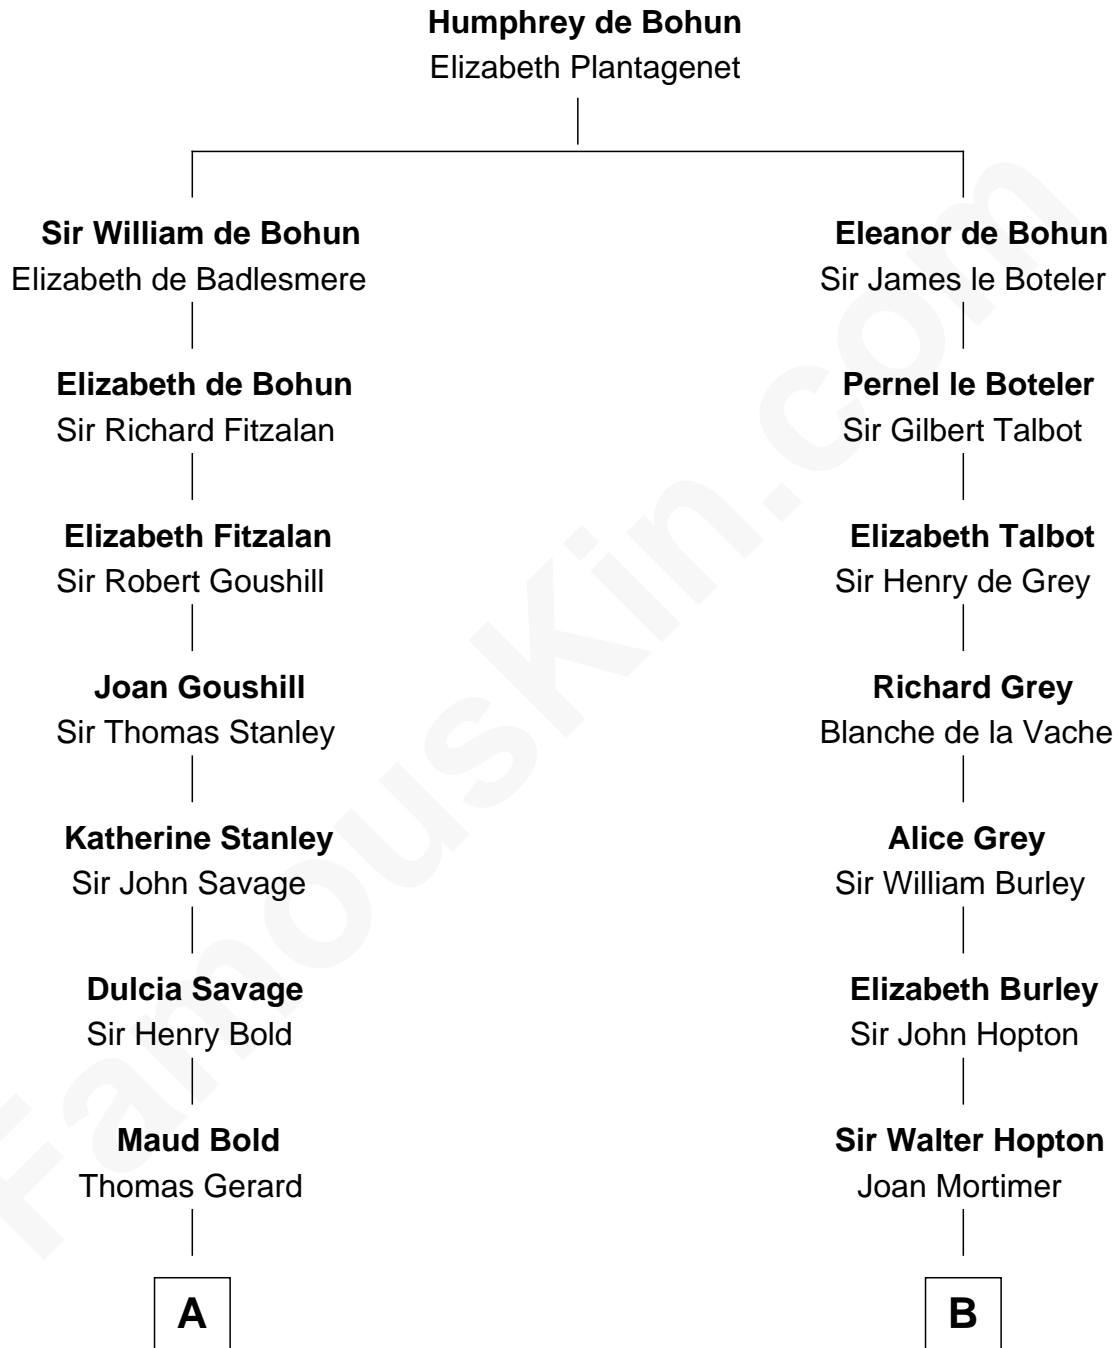 Humphrey de Bohun
Elizabeth Plantagenet
Sir William de Bohun
Elizabeth de Badlesmere
Eleanor de Bohun
Sir James le Boteler
Elizabeth de Bohun
Sir Richard Fitzalan
Pernel le Boteler
Sir Gilbert Talbot
Elizabeth Fitzalan
Sir Robert Goushill
Elizabeth Talbot
Sir Henry de Grey
Joan Goushill
Sir Thomas Stanley
Richard Grey
Blanche de la Vache
Katherine Stanley
Sir John Savage
Alice Grey
Sir William Burley
Dulcia Savage
Sir Henry Bold
Elizabeth Burley
Sir John Hopton
Maud Bold
Thomas Gerard
Sir Walter Hopton
Joan Mortimer
A
B
FamousKin.com